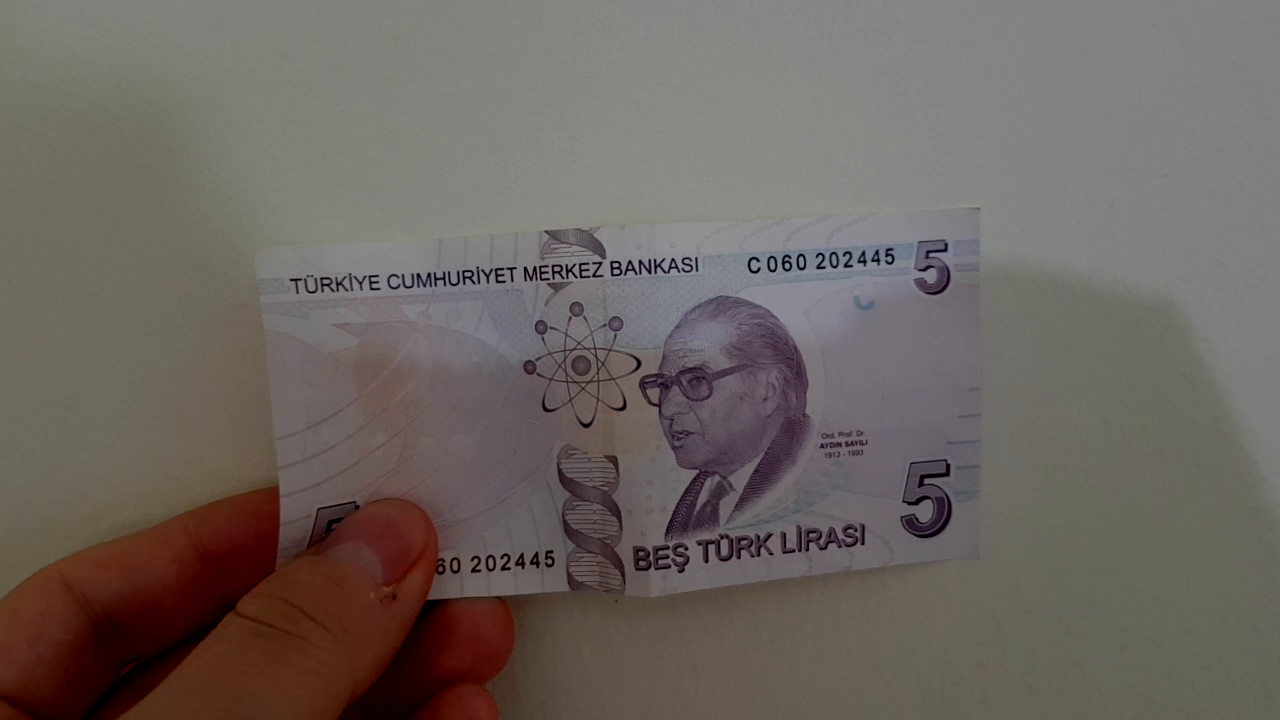 TÜRKİYE CUMHURİYET MERKEZ BANKASI
C060 202445
5
Ord. Prof. Dr.
AYDIN SAYILI
1913 - 1993
5
60 202445
BEŞ TÜRK LİRASI